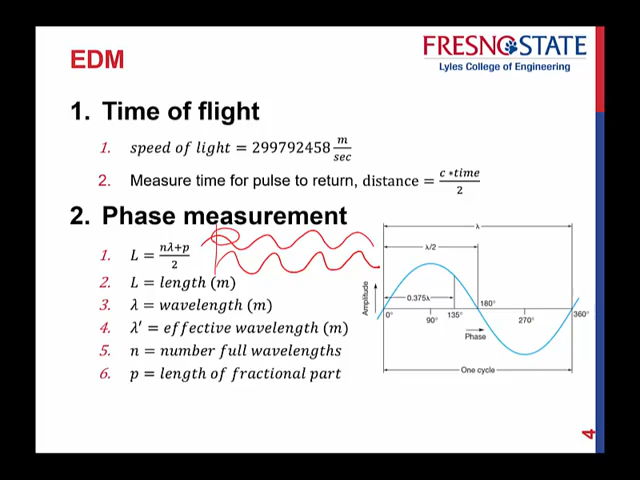 EDM
FRESNO STATE
Lyles College of Engineering
1. Time of flight
1. speed of light = 299792458 m/sec
2. Measure time for pulse to return, distance = c*time/2
2. Phase measurement
1. L = nλ+p/2
2. L = length (m)
3. λ = wavelength (m)
4. λ′ = effective wavelength (m)
5. n = number full wavelengths
6. p = length of fractional part
λ
λ/2
0.375λ
Amplitude
0°
90°
135°
180°
270°
360°
Phase
One cycle
4